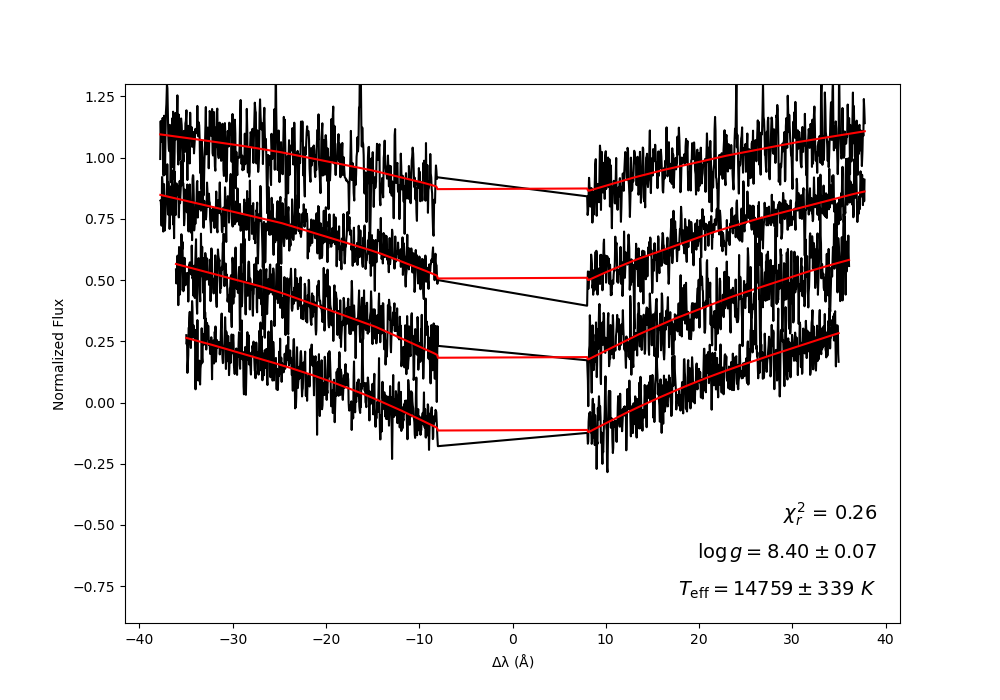 1.25
1.00
0.75
0.50
0.25
0.00
−0.25
−0.50
−0.75
Normalized Flux
χ²ᵣ = 0.26
log g = 8.40 ± 0.07
T_eff = 14759 ± 339 K
−40 −30 −20 −10 0 10 20 30 40
Δλ (Å)